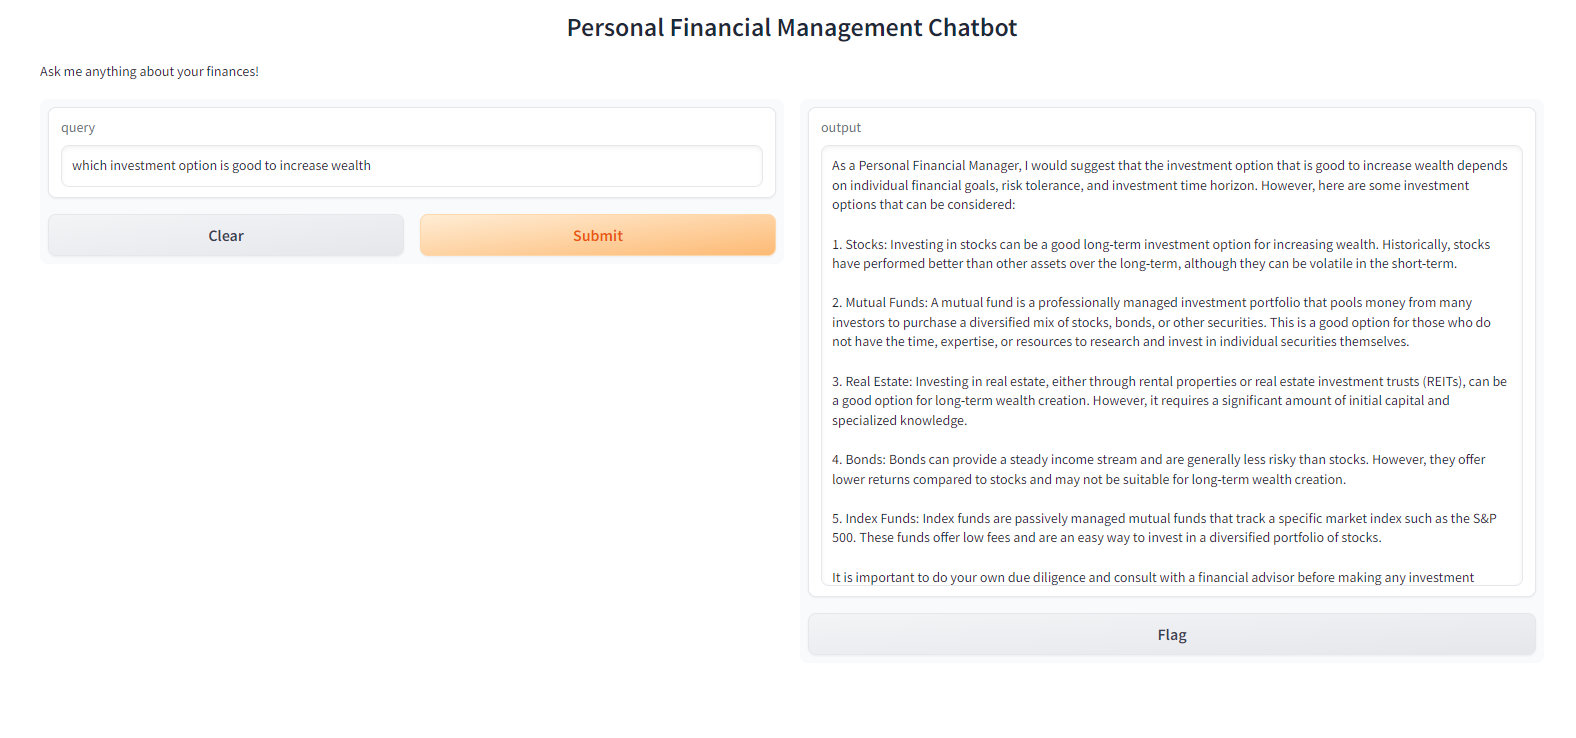 Personal Financial Management Chatbot
Ask me anything about your finances!
query
which investment option is good to increase wealth
Clear
Submit
output
As a Personal Financial Manager, I would suggest that the investment option that is good to increase wealth depends
on individual financial goals, risk tolerance, and investment time horizon. However, here are some investment
options that can be considered:
1. Stocks: Investing in stocks can be a good long-term investment option for increasing wealth. Historically, stocks
have performed better than other assets over the long-term, although they can be volatile in the short-term.
2. Mutual Funds: A mutual fund is a professionally managed investment portfolio that pools money from many
investors to purchase a diversified mix of stocks, bonds, or other securities. This is a good option for those who do
not have the time, expertise, or resources to research and invest in individual securities themselves.
3. Real Estate: Investing in real estate, either through rental properties or real estate investment trusts (REITs), can be
a good option for long-term wealth creation. However, it requires a significant amount of initial capital and
specialized knowledge.
4. Bonds: Bonds can provide a steady income stream and are generally less risky than stocks. However, they offer
lower returns compared to stocks and may not be suitable for long-term wealth creation.
5. Index Funds: Index funds are passively managed mutual funds that track a specific market index such as the S&P
500. These funds offer low fees and are an easy way to invest in a diversified portfolio of stocks.
It is important to do your own due diligence and consult with a financial advisor before making any investment
Flag